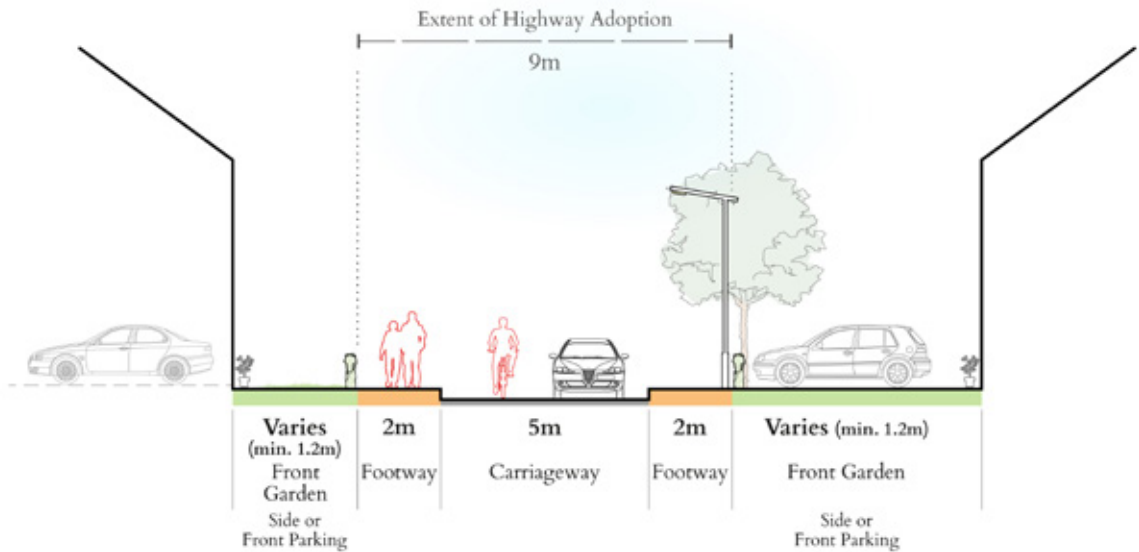 Extent of Highway Adoption
9m
Varies
(min. 1.2m)
Front
Garden
Side or
Front Parking
2m
Footway
5m
Carriageway
2m
Footway
Varies (min. 1.2m)
Front Garden
Side or
Front Parking